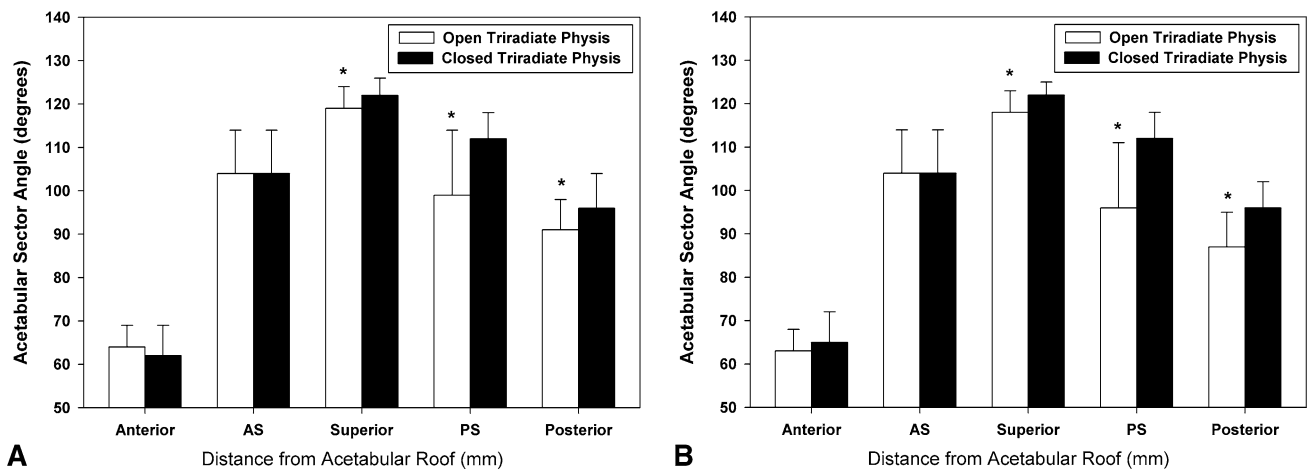 140
130
120
110
100
90
80
70
60
50
Acetabular Sector Angle (degrees)
Open Triradiate Physis
Closed Triradiate Physis
*
*
*
Anterior AS Superior PS Posterior
Distance from Acetabular Roof (mm)
A
140
130
120
110
100
90
80
70
60
50
Acetabular Sector Angle (degrees)
Open Triradiate Physis
Closed Triradiate Physis
*
*
*
Anterior AS Superior PS Posterior
Distance from Acetabular Roof (mm)
B